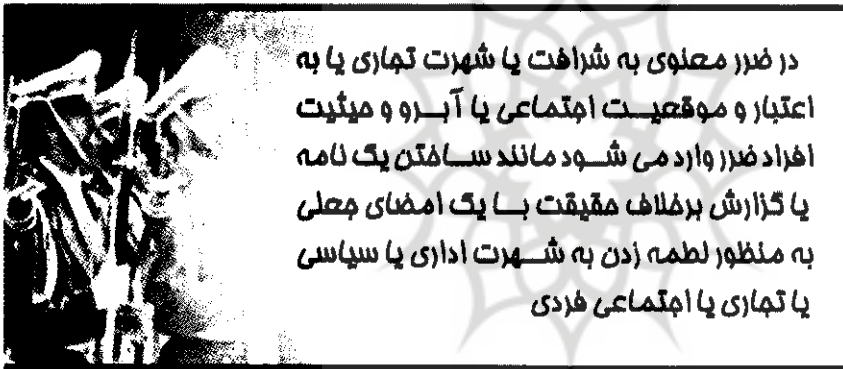 در ضرر معنوی به شرافت یا شهرت تجاری یا به
اعتبار و موقعیت اجتماعی یا آبرو و حیثیت
افراد ضرر وارد می شود مانند ساختن یک نامه
یا گزارش برخلاف حقیقت با یک امضای جعلی
به منظور لطمه زدن به شهرت اداری یا سیاسی
یا تجاری یا اجتماعی فردی